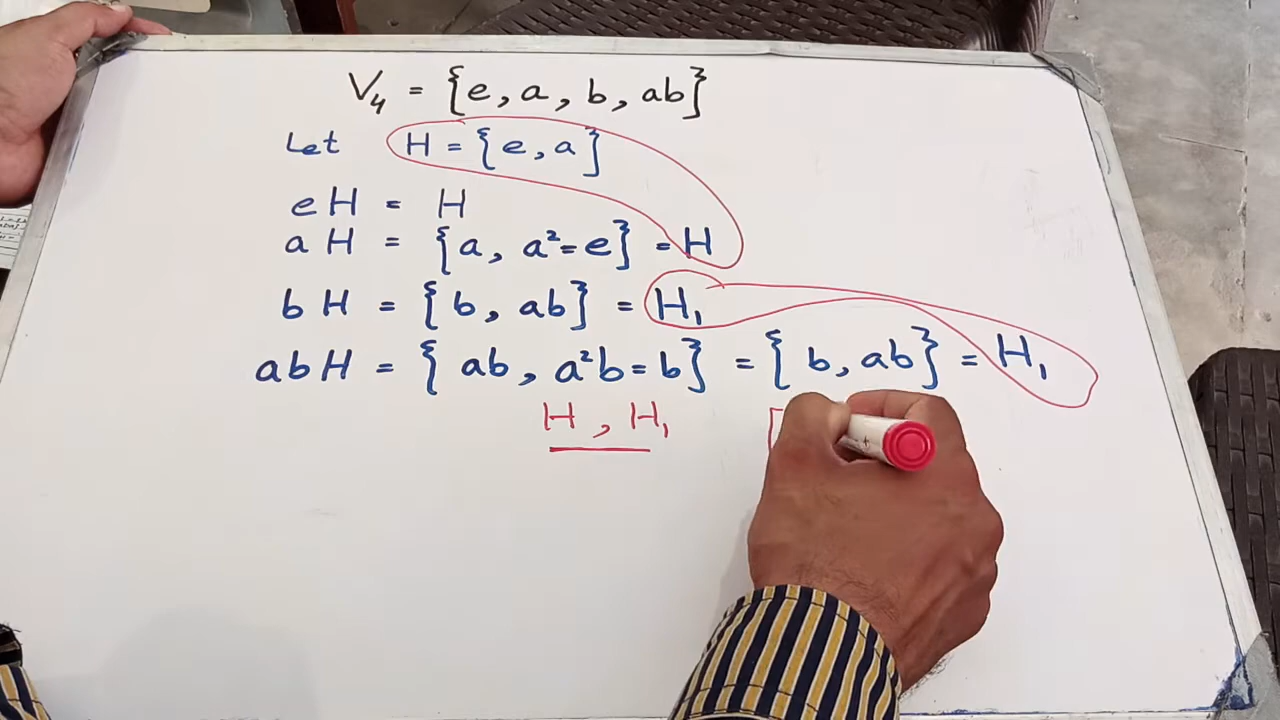 V₄ = {e, a, b, ab}
Let H = {e, a}
eH = H
aH = {a, a²=e} = H
bH = {b, ab} = H₁
abH = {ab, a²b=b} = {b, ab} = H₁
H, H₁